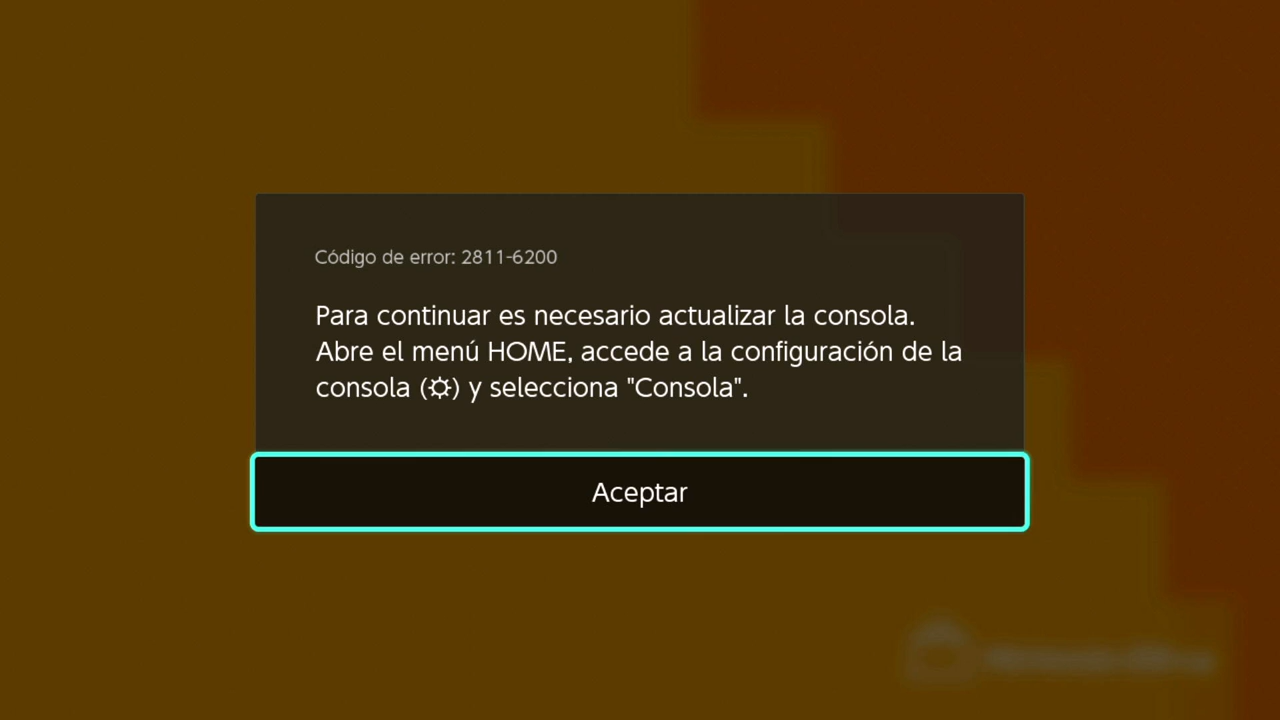 Código de error: 2811-6200
Para continuar es necesario actualizar la consola.
Abre el menú HOME, accede a la configuración de la
consola (☼) y selecciona "Consola".
Aceptar